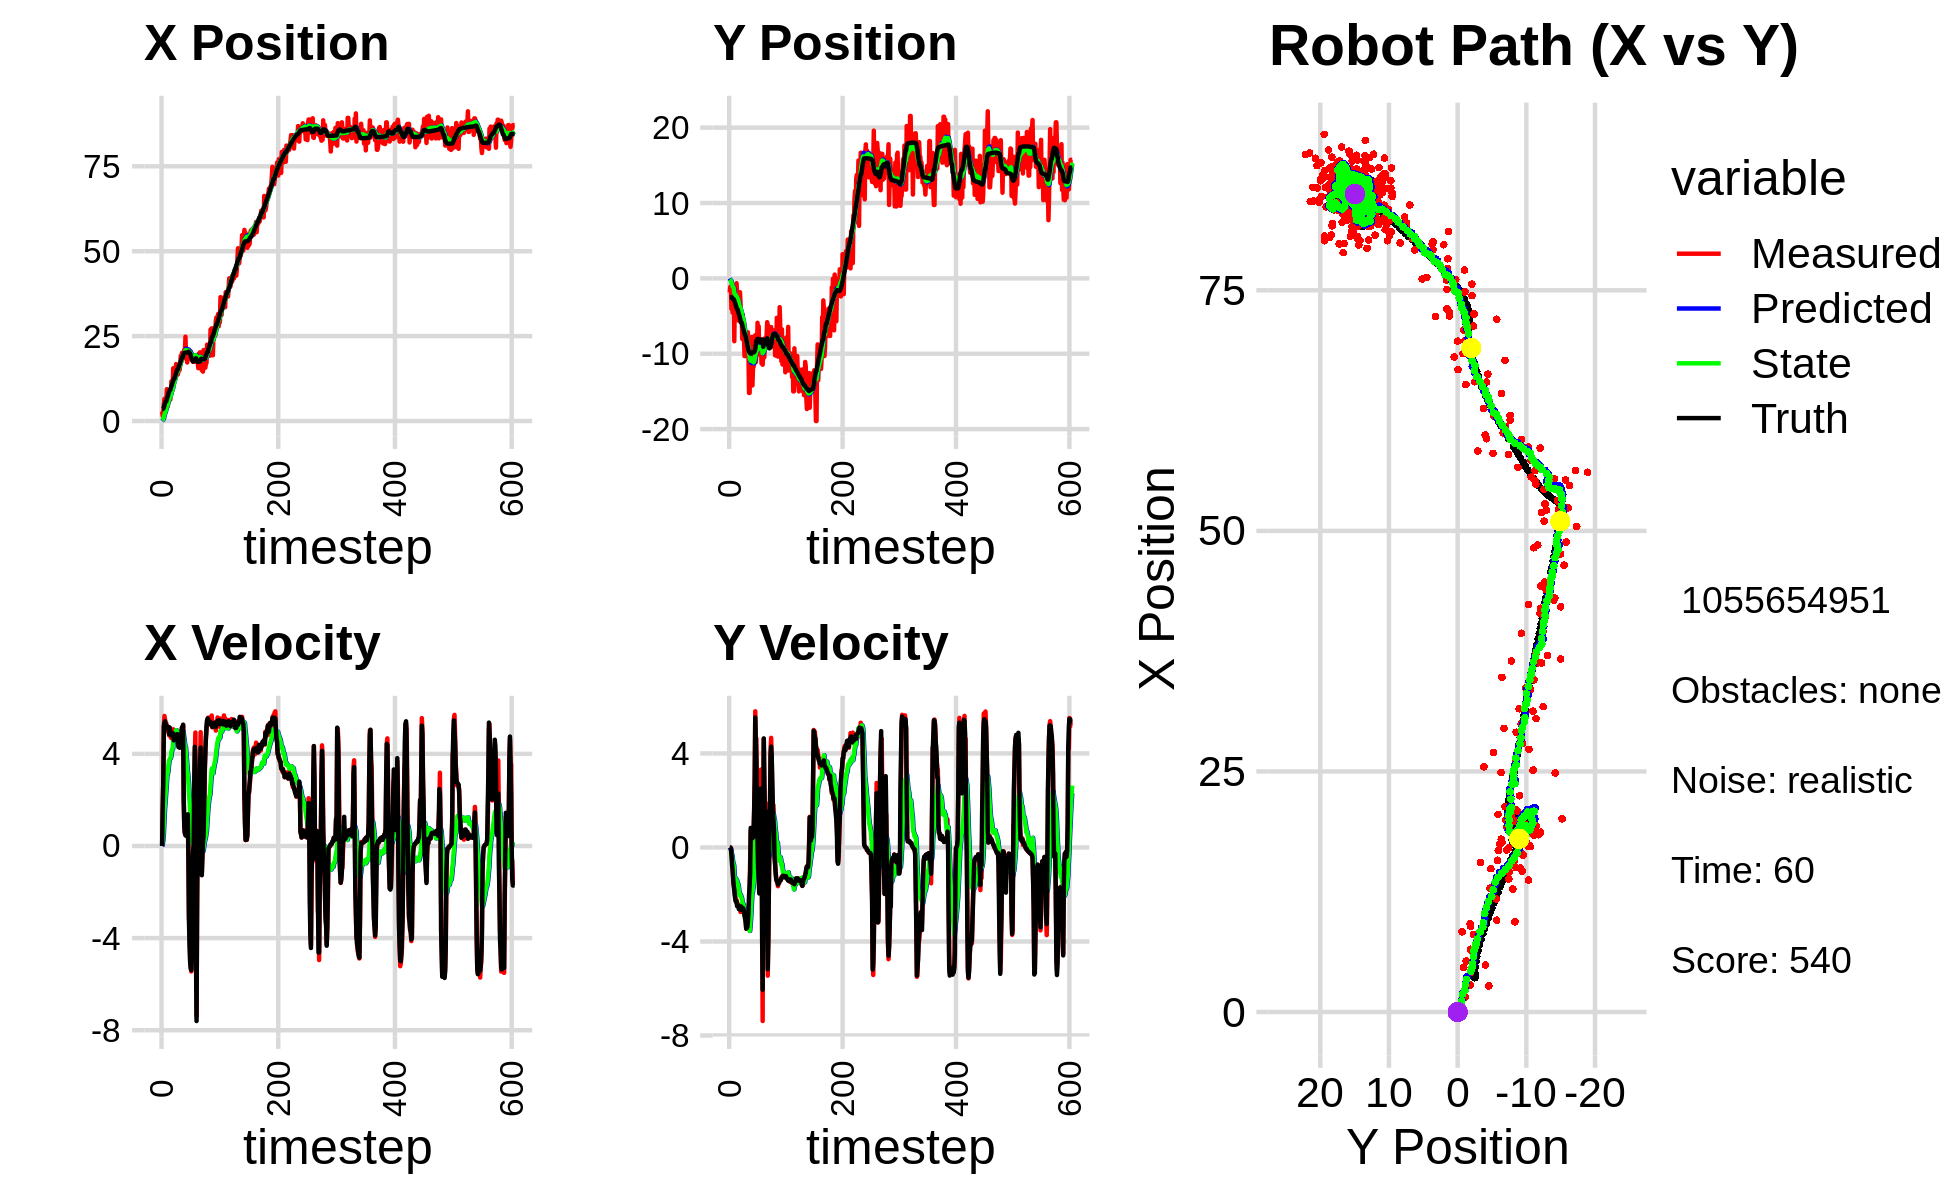 X Position
75
50
25
0
0
200
400
600
timestep
Y Position
20
10
0
-10
-20
0
200
400
600
timestep
X Velocity
4
0
-4
-8
0
200
400
600
timestep
Y Velocity
4
0
-4
-8
0
200
400
600
timestep
Robot Path (X vs Y)
X Position
75
50
25
0
20 10 0 -10 -20
Y Position
variable
Measured
Predicted
State
Truth
1055654951
Obstacles: none
Noise: realistic
Time: 60
Score: 540